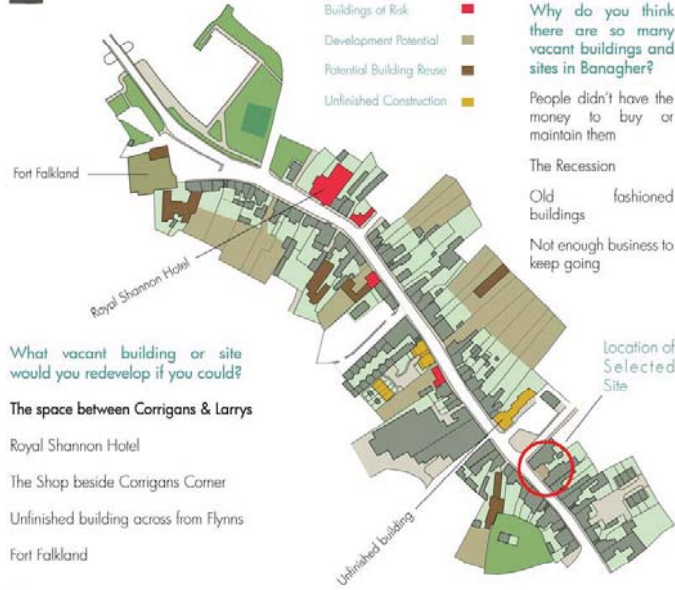 Buildings of Risk
Development Potential
Potential Building Reuse
Unfinished Construction
Why do you think
there are so many
vacant buildings and
sites in Banagher?
People didn't have the
money to buy or
maintain them
The Recession
Old fashioned
buildings
Not enough business to
keep going
Fort Falkland
Royal Shannon Hotel
What vacant building or site
would you redevelop if you could?
The space between Corrigans & Larrys
Royal Shannon Hotel
The Shop beside Corrigans Corner
Unfinished building across from Flynns
Fort Falkland
Location of
Selected
Site
Unfinished building